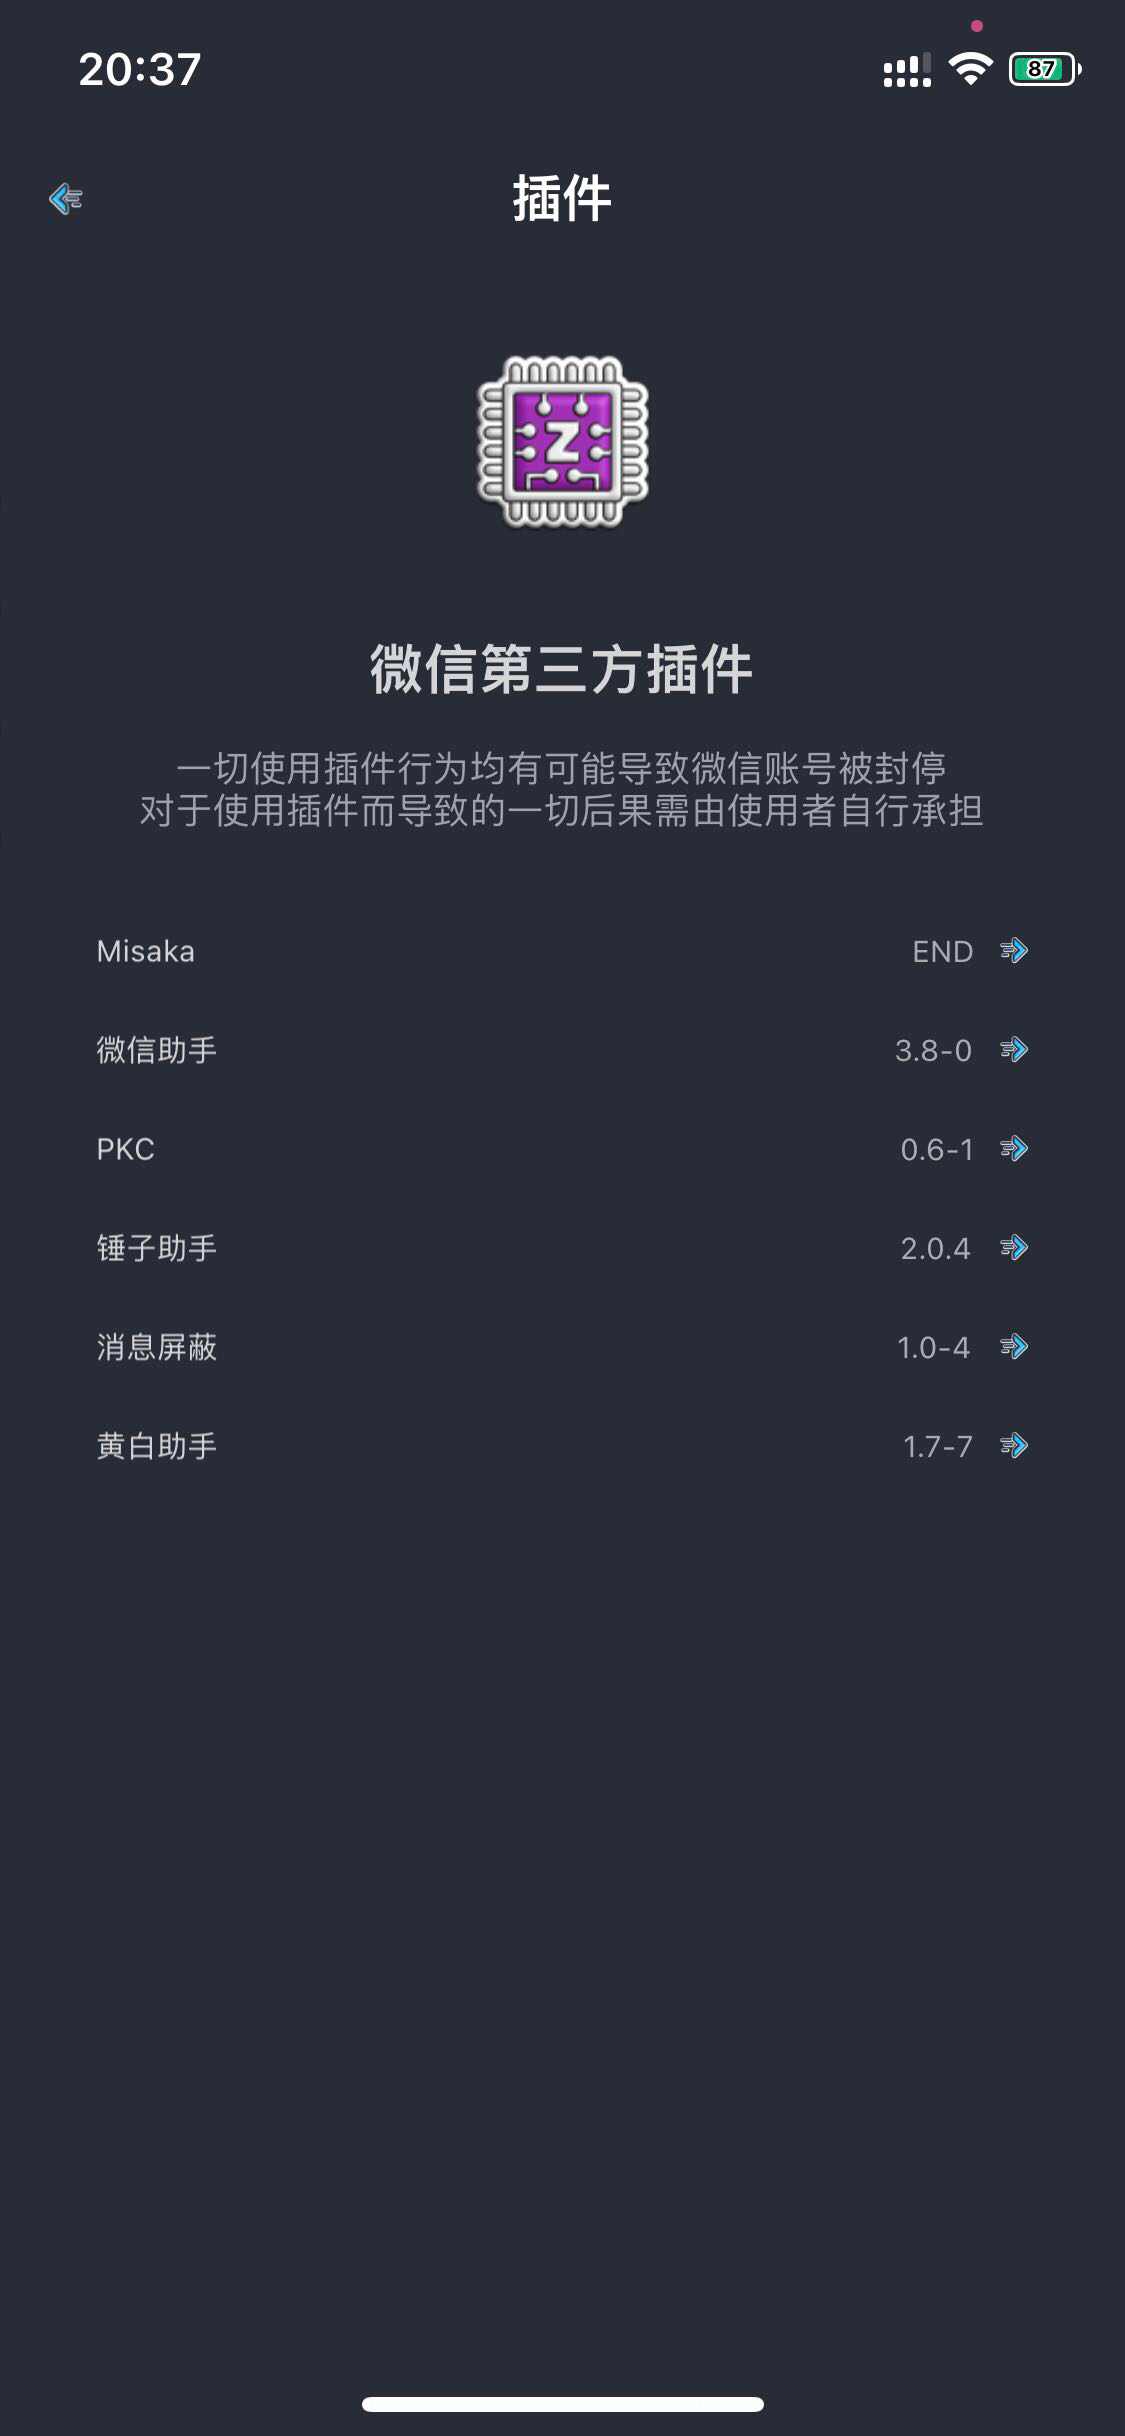 20:37
87
插件
Z
微信第三方插件
一切使用插件行为均有可能导致微信账号被封停
对于使用插件而导致的一切后果需由使用者自行承担
Misaka END
微信助手 3.8-0
PKC 0.6-1
锤子助手 2.0.4
消息屏蔽 1.0-4
黄白助手 1.7-7